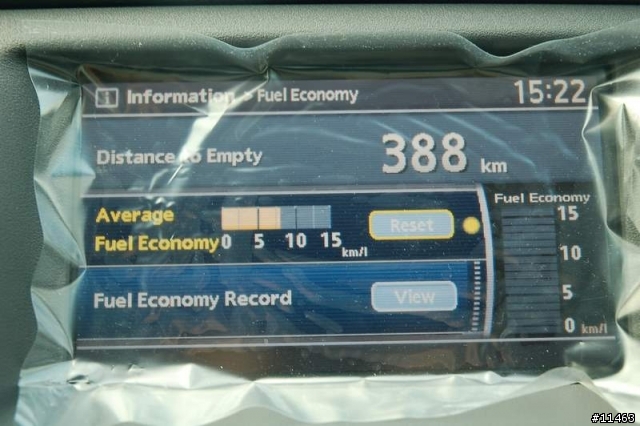 i Information > Fuel Economy 15:22
Distance to Empty 388 km
Fuel Economy
Average
Fuel Economy 0 5 10 15 km/l
Reset
15
10
5
0 km/l
Fuel Economy Record View
#11463